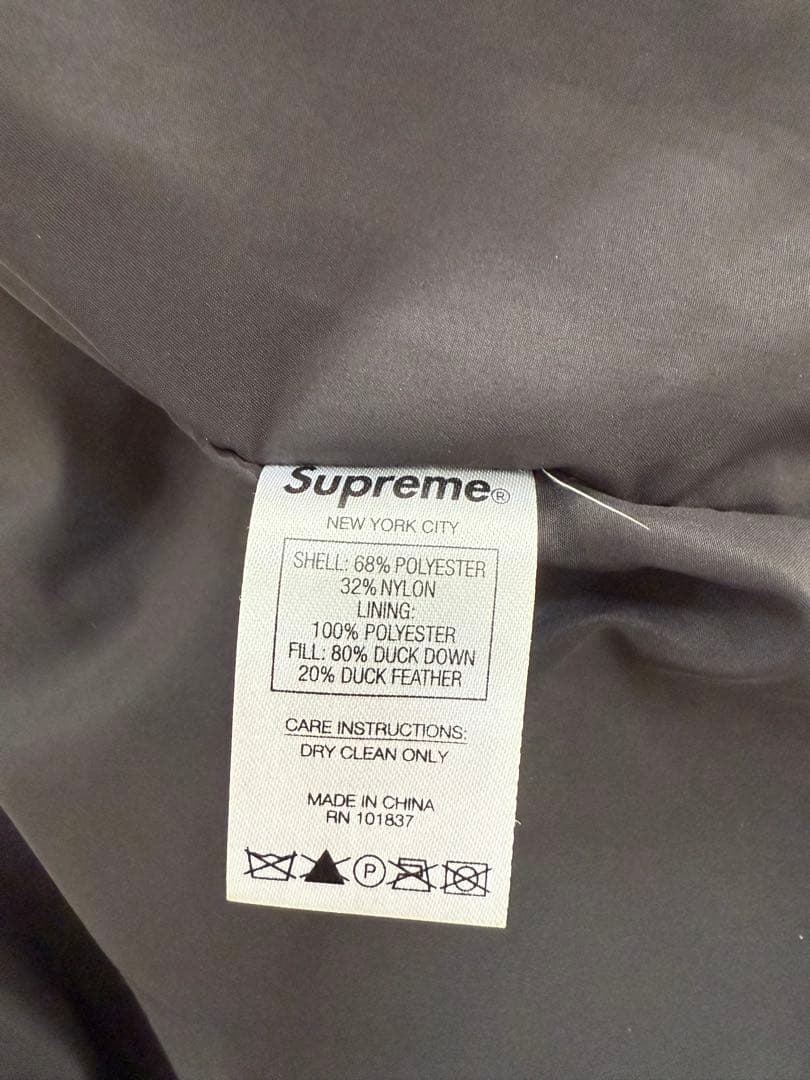 Supreme®
NEW YORK CITY
SHELL: 68% POLYESTER
32% NYLON
LINING:
100% POLYESTER
FILL: 80% DUCK DOWN
20% DUCK FEATHER
CARE INSTRUCTIONS:
DRY CLEAN ONLY
MADE IN CHINA
RN 101837
P